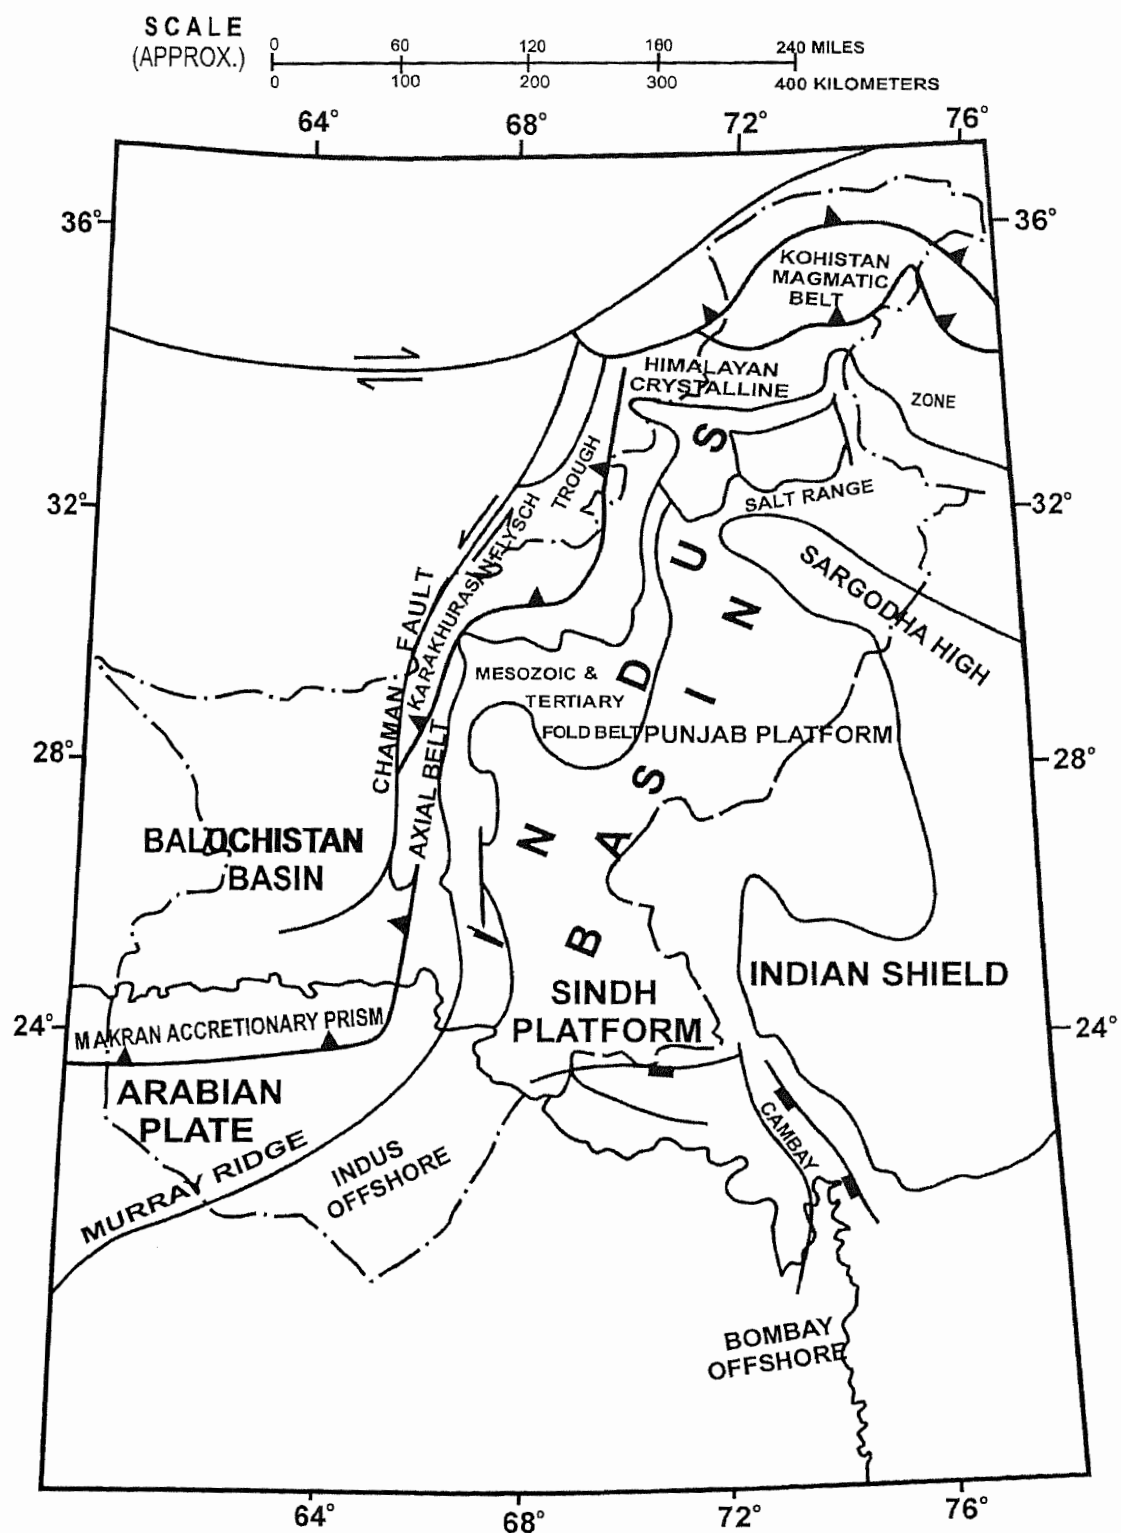 SCALE
(APPROX.)
0 60 120 180 240 MILES
0 100 200 300 400 KILOMETERS
64° 68° 72° 76°
36° 36°
KOHISTAN
MAGMATIC
BELT
HIMALAYAN
CRYSTALLINE
ZONE
TROUGH
32° 32°
SALT RANGE
SARGODHA HIGH
FLYSCH
KARAKHURASAN
CHAMAN FAULT
INDUS
BASIN
MESOZOIC &
TERTIARY
FOLD BELT
PUNJAB PLATFORM
28° 28°
AXIAL BELT
BALOCHISTAN
BASIN
INDIAN SHIELD
SINDH
PLATFORM
24° 24°
MAKRAN ACCRETIONARY PRISM
ARABIAN
PLATE
MURRAY RIDGE
INDUS
OFFSHORE
CAMBAY
BOMBAY
OFFSHORE
64° 68° 72° 76°